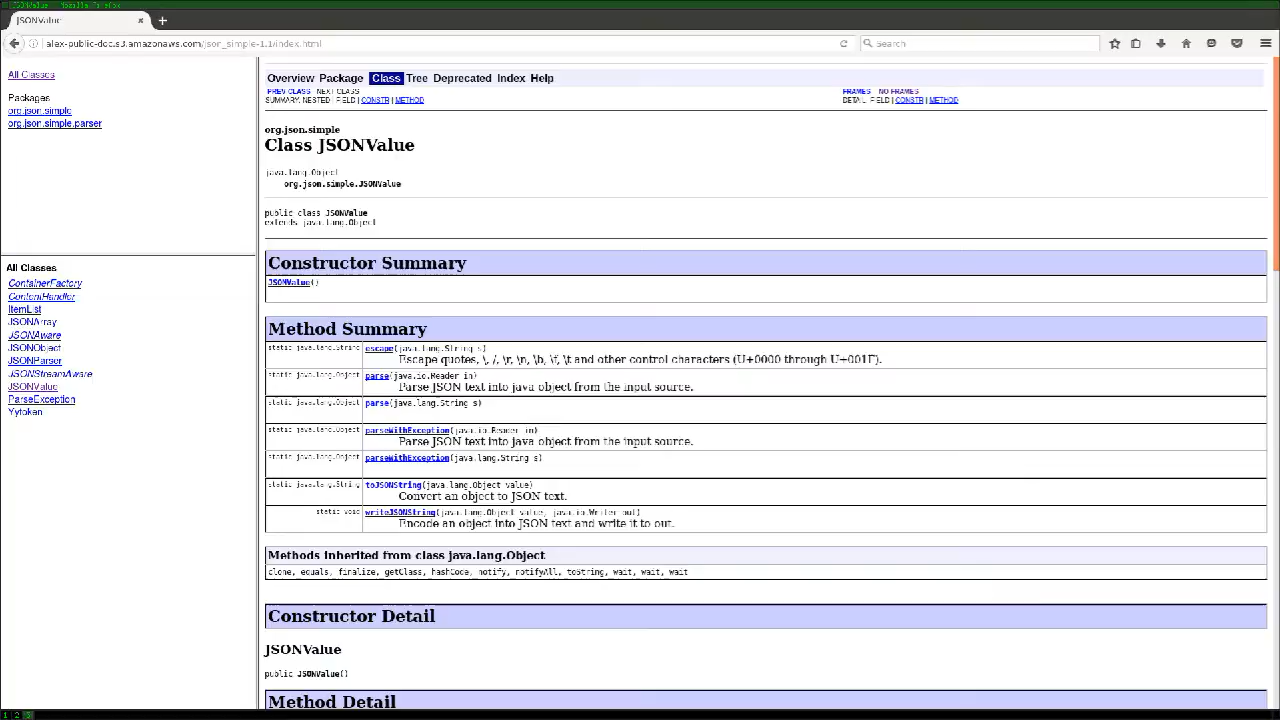 JSONValue - Mozilla Firefox
JSONValue
alex-public-doc.s3.amazonaws.com/json_simple-1.1/index.html
Search
All Classes
Packages
org.json.simple
org.json.simple.parser
All Classes
ContainerFactory
ContentHandler
ItemList
JSONArray
JSONAware
JSONObject
JSONParser
JSONStreamAware
JSONValue
ParseException
Yytoken
Overview Package Class Tree Deprecated Index Help
PREV CLASS NEXT CLASS
FRAMES NO FRAMES
SUMMARY: NESTED | FIELD | CONSTR | METHOD
DETAIL: FIELD | CONSTR | METHOD
org.json.simple
Class JSONValue
java.lang.Object
org.json.simple.JSONValue
public class JSONValue
extends java.lang.Object
Constructor Summary
JSONValue()
Method Summary
static java.lang.String escape(java.lang.String s)
Escape quotes, \, /, \r, \n, \b, \f, \t and other control characters (U+0000 through U+001F).
static java.lang.Object parse(java.io.Reader in)
Parse JSON text into java object from the input source.
static java.lang.Object parse(java.lang.String s)
static java.lang.Object parseWithException(java.io.Reader in)
Parse JSON text into java object from the input source.
static java.lang.Object parseWithException(java.lang.String s)
static java.lang.String toJSONString(java.lang.Object value)
Convert an object to JSON text.
static void writeJSONString(java.lang.Object value, java.io.Writer out)
Encode an object into JSON text and write it to out.
Methods inherited from class java.lang.Object
clone, equals, finalize, getClass, hashCode, notify, notifyAll, toString, wait, wait, wait
Constructor Detail
JSONValue
public JSONValue()
Method Detail
1 2 3